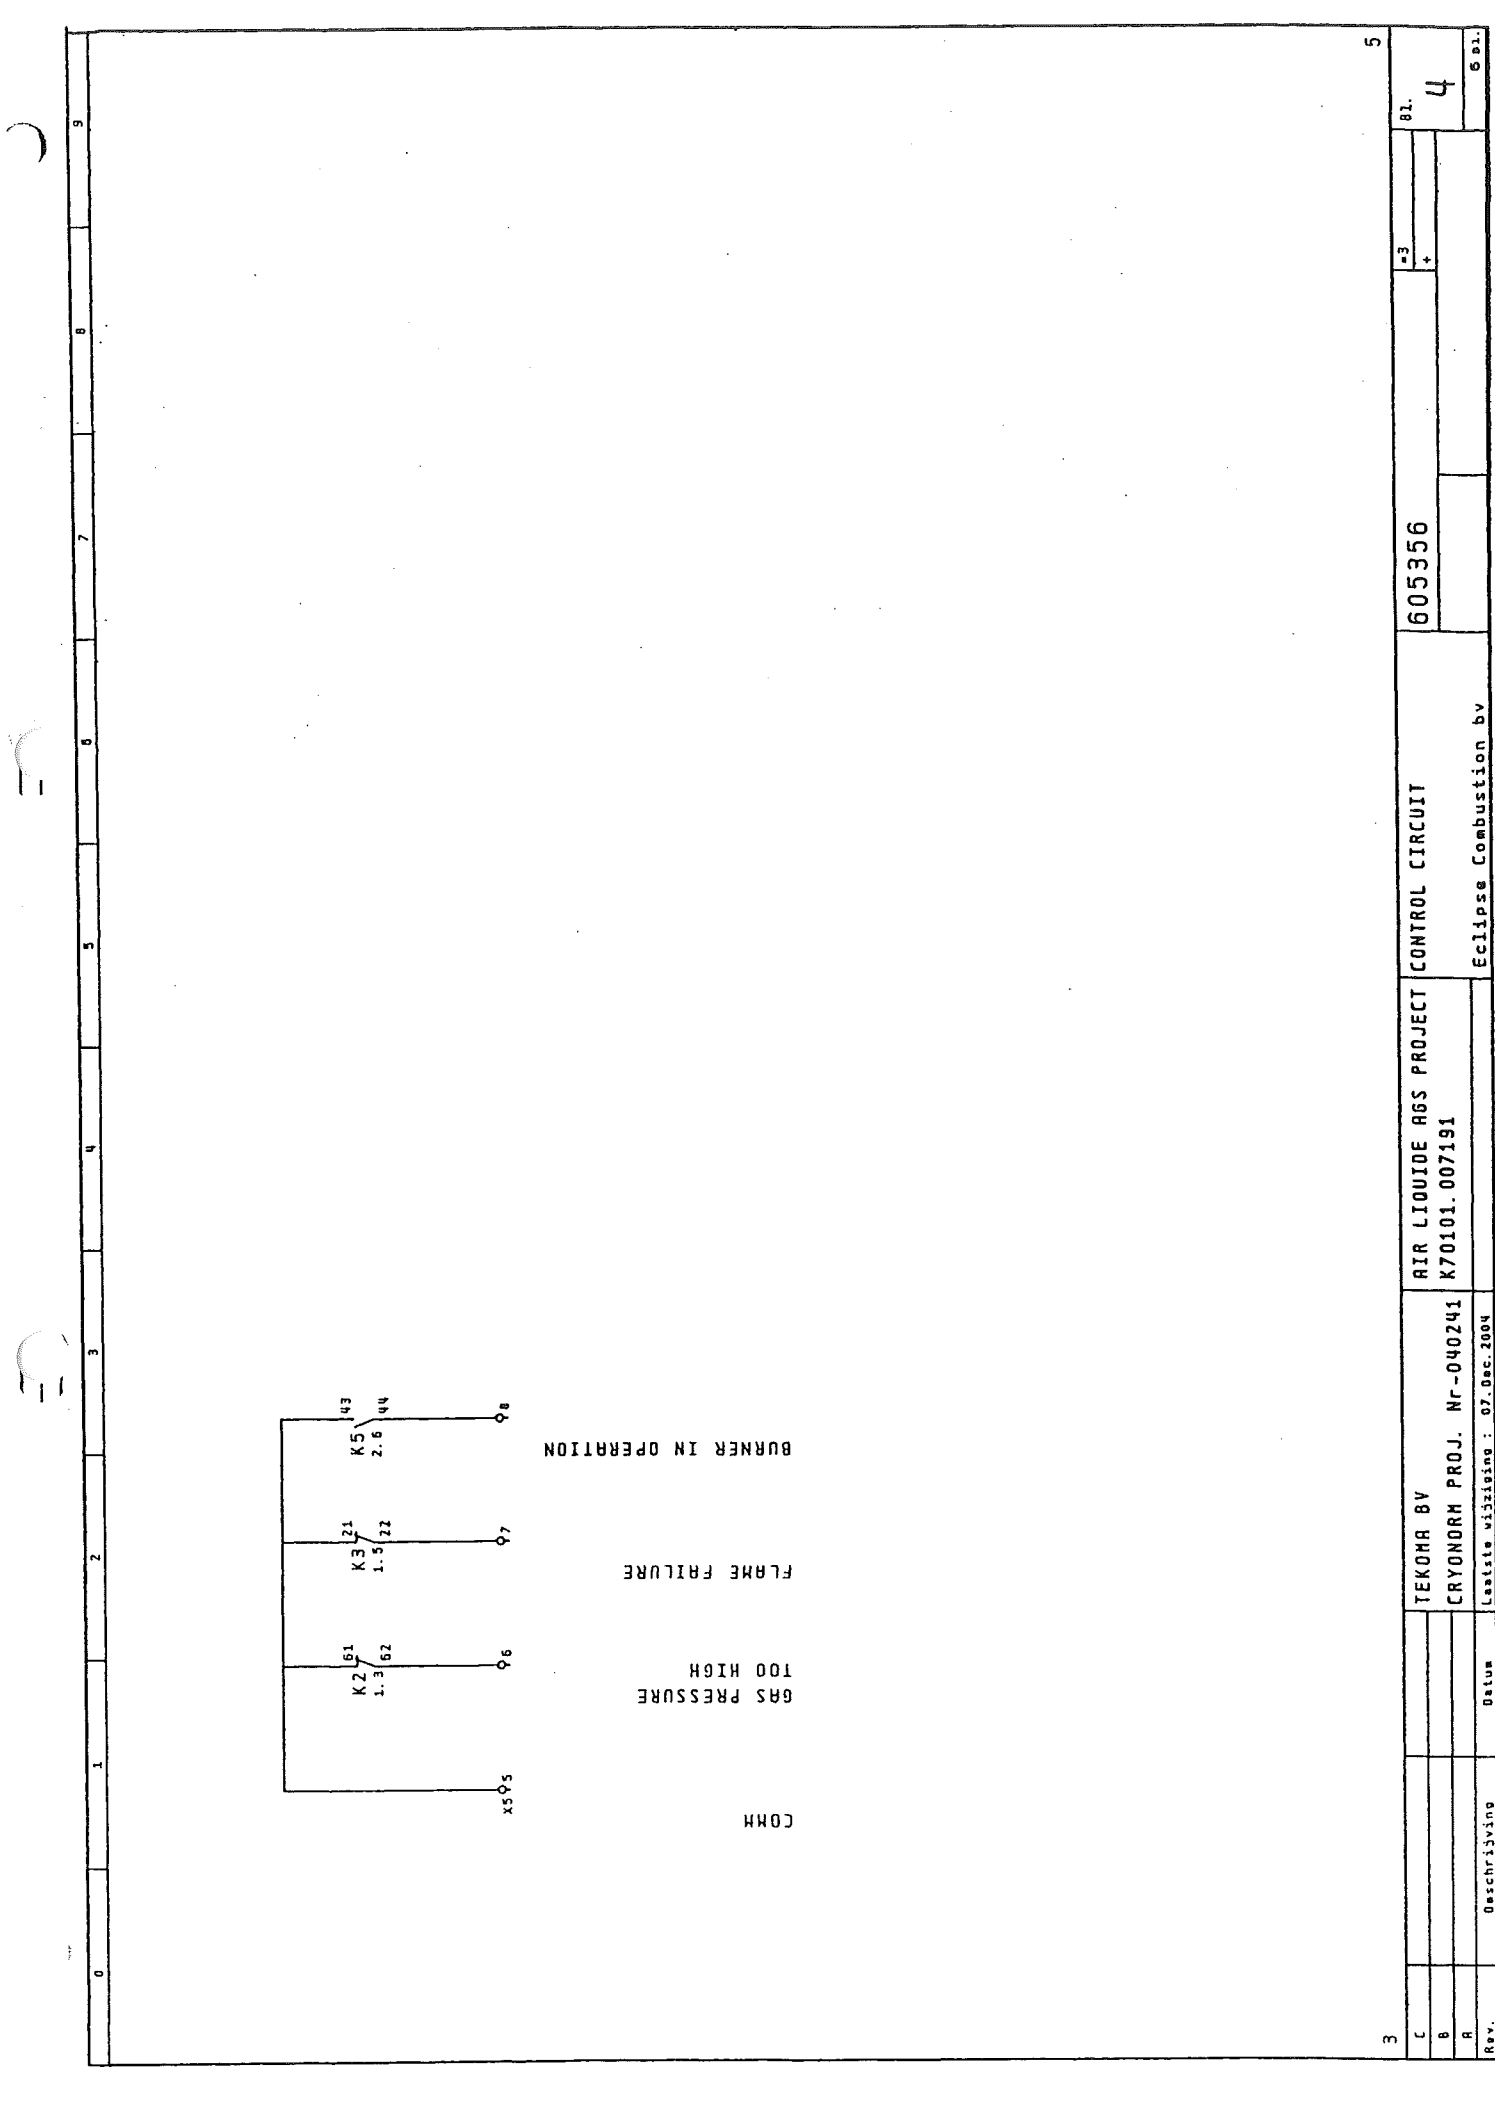 0 1 2 3 4 5 6 7 8 9
K2 61
1.3 62
K3 21
1.5 22
K5 43
2.6 44
X5 5
6
7
8
COMM
GAS PRESSURE
TOO HIGH
FLAME FAILURE
BURNER IN OPERATION
3
5
C
B
A
Rev.
Omschrijving
Datum
TEKOMA BV
CRYONORM PROJ. Nr-040241
Laatste wijziging : 07.Dec.2004
AIR LIQUIDE AGS PROJECT
K70101.007191
CONTROL CIRCUIT
Eclipse Combustion bv
605356
=3
+
Bl.
4
6 Bl.